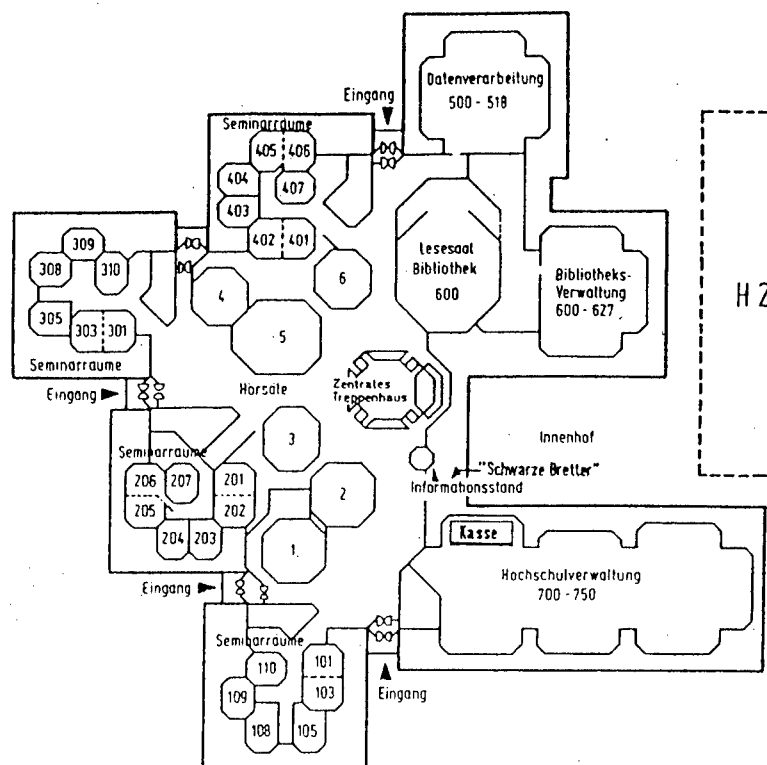 Datenverarbeitung
500 - 518
Eingang
Seminarräume
405 406
404
407
403
402 401
309
308
310
305
303 301
Seminarräume
4
5
6
Lesesaal
Bibliothek
600
Bibliotheks-
Verwaltung
600 - 627
H 2
Eingang
Hörsäle
Zentrales
Treppenhaus
3
Innenhof
"Schwarze Bretter"
Informationsstand
Seminarräume
206 207 201
205 202
204 203
2
1
Kasse
Hochschulverwaltung
700 - 750
Eingang
Seminarräume
110
101
109
103
108 105
Eingang